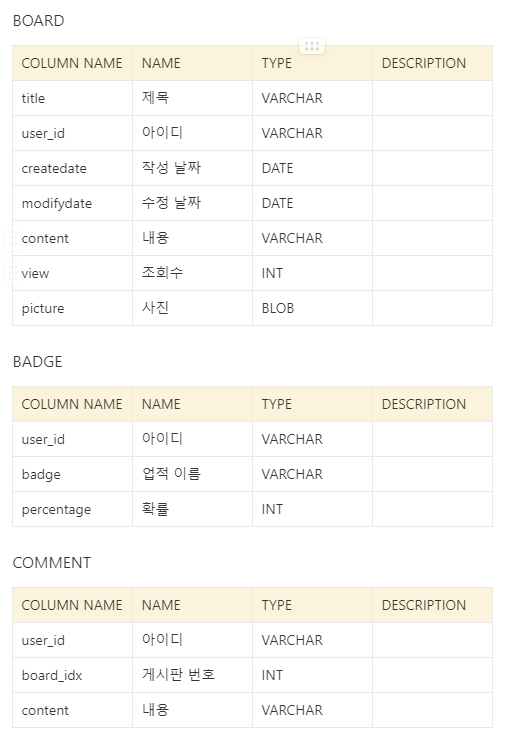 BOARD
COLUMN NAME NAME TYPE DESCRIPTION
title 제목 VARCHAR
user_id 아이디 VARCHAR
createdate 작성 날짜 DATE
modifydate 수정 날짜 DATE
content 내용 VARCHAR
view 조회수 INT
picture 사진 BLOB
BADGE
COLUMN NAME NAME TYPE DESCRIPTION
user_id 아이디 VARCHAR
badge 업적 이름 VARCHAR
percentage 확률 INT
COMMENT
COLUMN NAME NAME TYPE DESCRIPTION
user_id 아이디 VARCHAR
board_idx 게시판 번호 INT
content 내용 VARCHAR